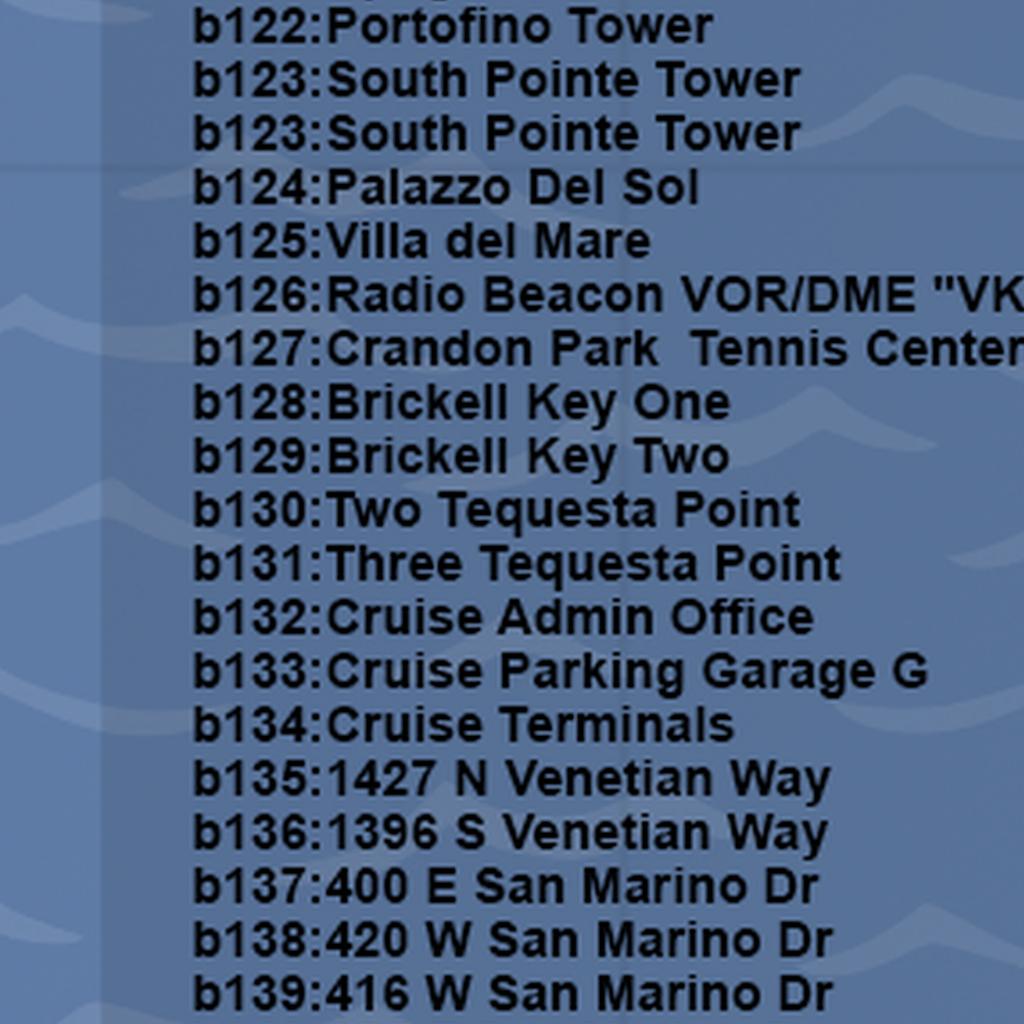 b122:Portofino Tower
b123:South Pointe Tower
b123:South Pointe Tower
b124:Palazzo Del Sol
b125:Villa del Mare
b126:Radio Beacon VOR/DME "VK
b127:Crandon Park  Tennis Center
b128:Brickell Key One
b129:Brickell Key Two
b130:Two Tequesta Point
b131:Three Tequesta Point
b132:Cruise Admin Office
b133:Cruise Parking Garage G
b134:Cruise Terminals
b135:1427 N Venetian Way
b136:1396 S Venetian Way
b137:400 E San Marino Dr
b138:420 W San Marino Dr
b139:416 W San Marino Dr